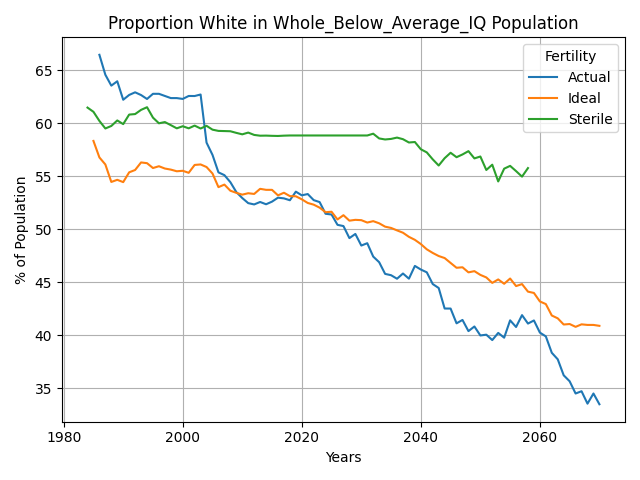 Proportion White in Whole_Below_Average_IQ Population
Fertility
Actual
Ideal
Sterile
% of Population
65
60
55
50
45
40
35
1980
2000
2020
2040
2060
Years